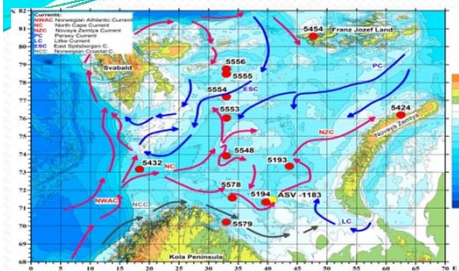 N.
82
81
80
79
78
77
76
75
74
73
72
71
70
69
68
Currents:
NWAC Norwegian Athlantic Current
NC North Cape Current
NZC Novaya Zemlya Current
PC Persey Current
LC Litke Current
ESC East Spitsbergen C.
NCC Norwegian Coastal C.
5454
Franz Jozef Land
Svabald
5556
5555
PC
5554
ESC
5424
5553
Novaya Zemlya
NZC
5548
5432
NC
5193
5578
5194
ASV -1183
NWAC
NCC
5579
LC
Kola Peninsula
0 5 10 15 20 25 30 35 40 45 50 55 60 65 70 E.